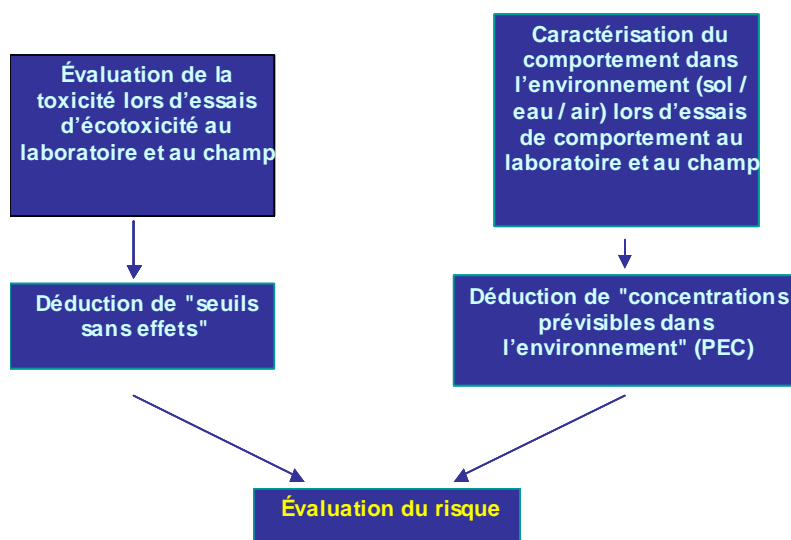 Évaluation de la
toxicité lors d'essais
d'écotoxicité au
laboratoire et au champ
Caractérisation du
comportement dans
l'environnement (sol /
eau / air) lors d'essais
de comportement au
laboratoire et au champ
Déduction de "seuils
sans effets"
Déduction de "concentrations
prévisibles dans
l'environnement" (PEC)
Évaluation du risque